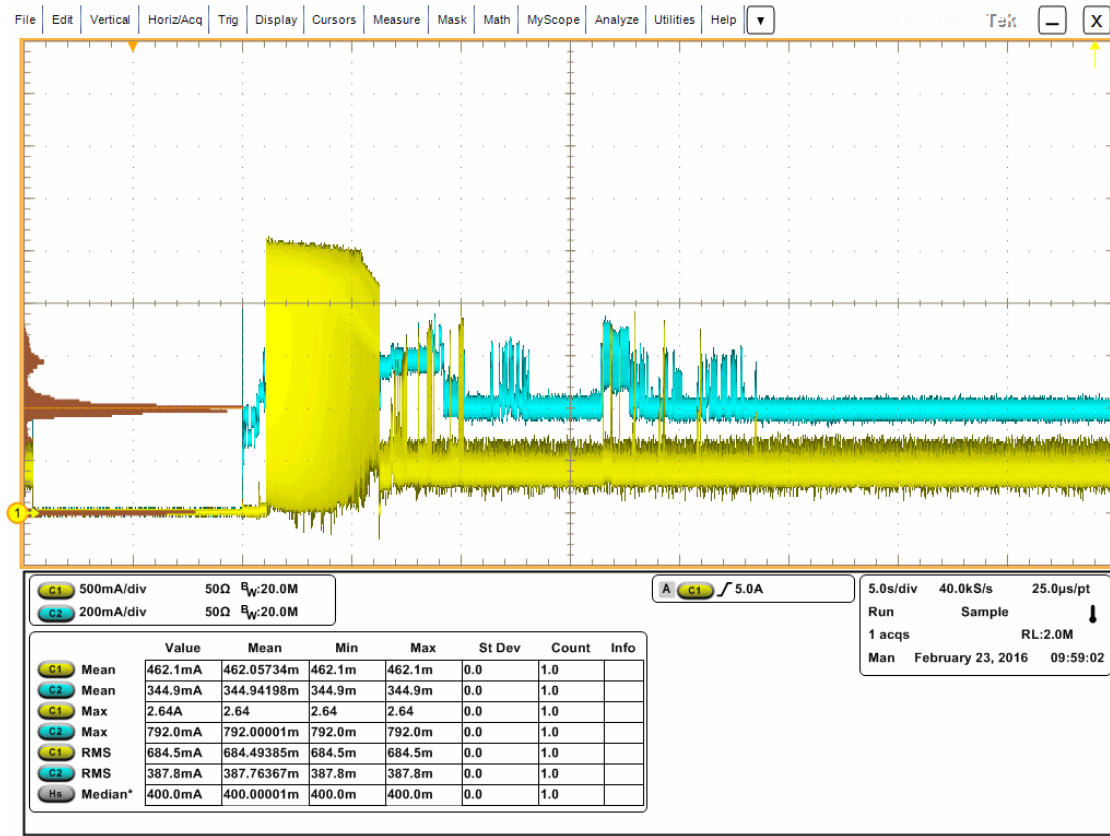 File Edit Vertical Horiz/Acq Trig Display Cursors Measure Mask Math MyScope Analyze Utilities Help ▼ Tek X
1
C1 500mA/div 50Ω BW:20.0M
C2 200mA/div 50Ω BW:20.0M
A C1 5.0A
5.0s/div 40.0kS/s 25.0µs/pt
Run Sample
1 acqs RL:2.0M
Man February 23, 2016 09:59:02
Value Mean Min Max St Dev Count Info
C1 Mean 462.1mA 462.05734m 462.1m 462.1m 0.0 1.0
C2 Mean 344.9mA 344.94198m 344.9m 344.9m 0.0 1.0
C1 Max 2.64A 2.64 2.64 2.64 0.0 1.0
C2 Max 792.0mA 792.00001m 792.0m 792.0m 0.0 1.0
C1 RMS 684.5mA 684.49385m 684.5m 684.5m 0.0 1.0
C2 RMS 387.8mA 387.76367m 387.8m 387.8m 0.0 1.0
Hs Median* 400.0mA 400.00001m 400.0m 400.0m 0.0 1.0